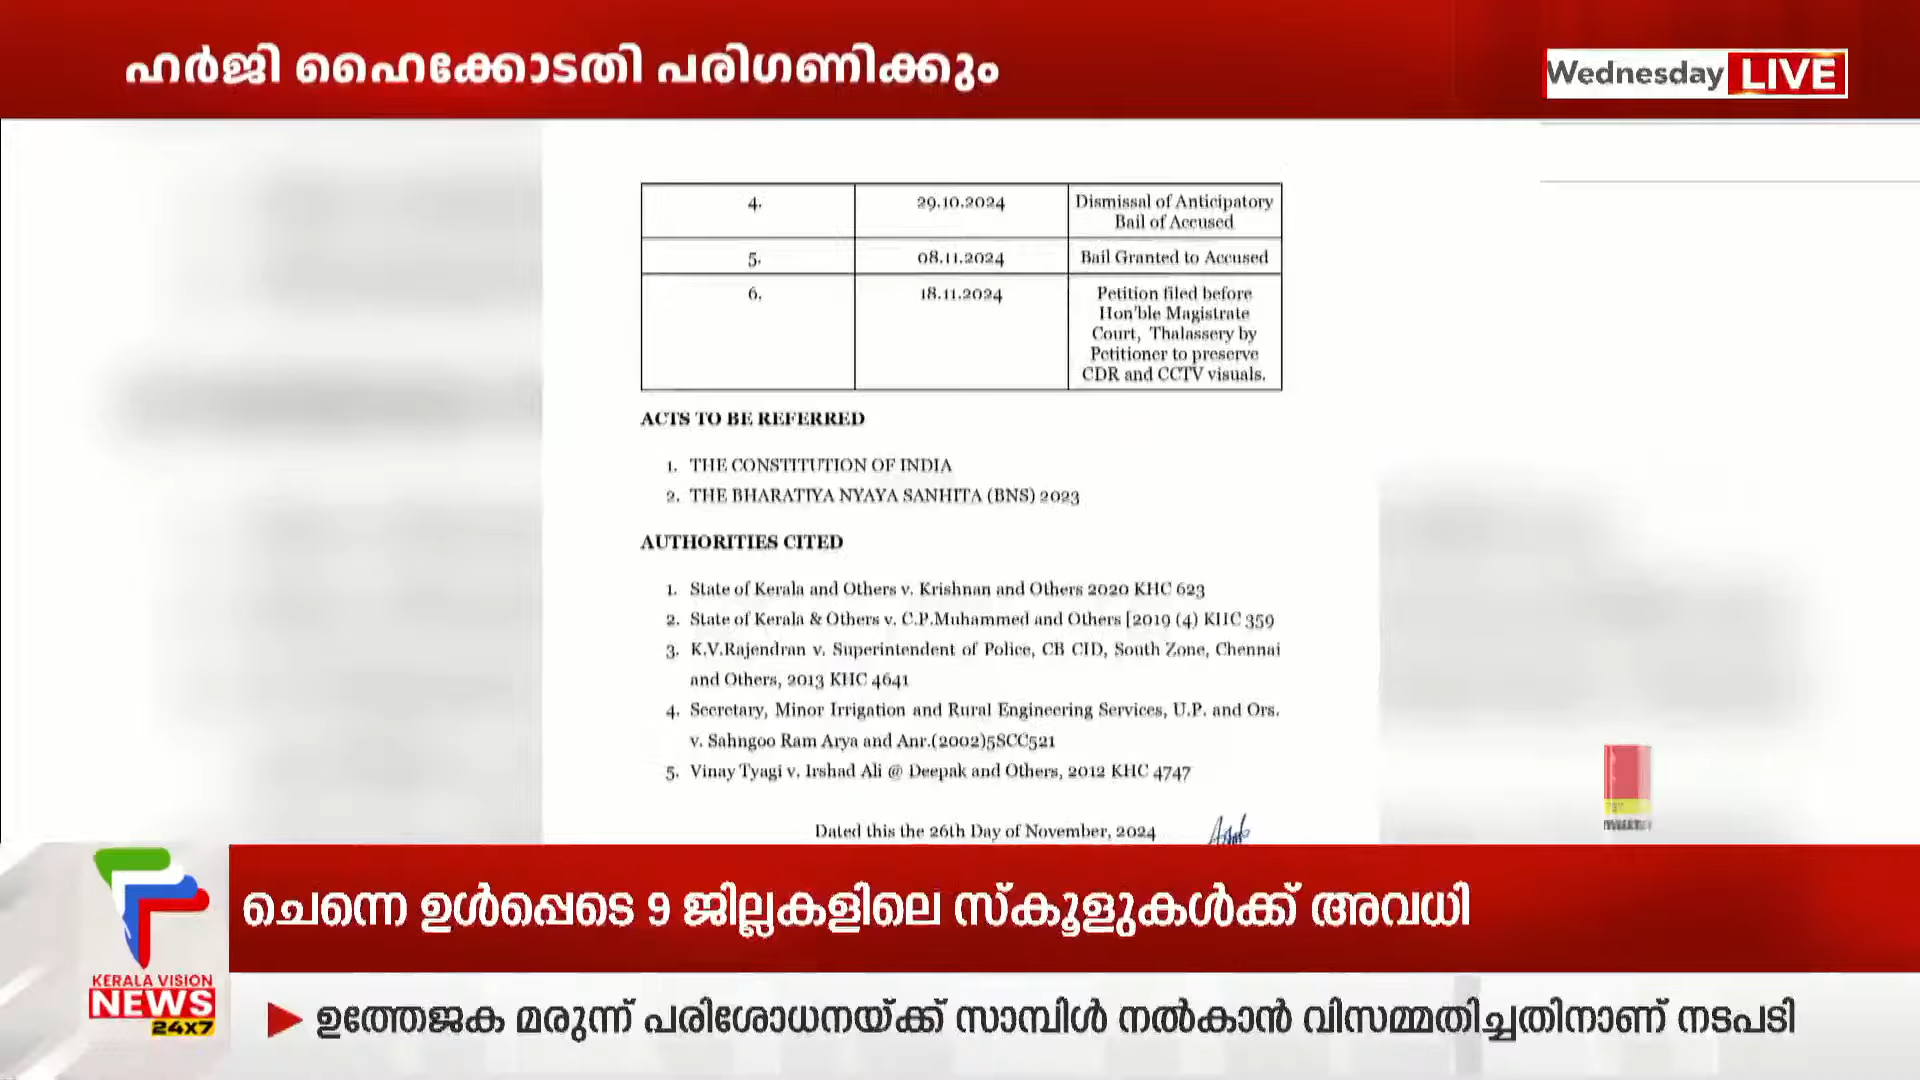 ഹർജി ഹൈക്കോടതി പരിഗണിക്കും
Wednesday LIVE
4. 29.10.2024 Dismissal of Anticipatory
Bail of Accused
5. 08.11.2024 Bail Granted to Accused
6. 18.11.2024 Petition filed before
Hon'ble Magistrate
Court, Thalassery by
Petitioner to preserve
CDR and CCTV visuals.
ACTS TO BE REFERRED
1. THE CONSTITUTION OF INDIA
2. THE BHARATIYA NYAYA SANHITA (BNS) 2023
AUTHORITIES CITED
1. State of Kerala and Others v. Krishnan and Others 2020 KHC 623
2. State of Kerala & Others v. C.P.Muhammed and Others [2019 (4) KHC 359
3. K.V.Rajendran v. Superintendent of Police, CB CID, South Zone, Chennai
and Others, 2013 KHC 4641
4. Secretary, Minor Irrigation and Rural Engineering Services, U.P. and Ors.
v. Sahngoo Ram Arya and Anr.(2002)5SCC521
5. Vinay Tyagi v. Irshad Ali @ Deepak and Others, 2012 KHC 4747
Dated this the 26th Day of November, 2024
ചെന്നൈ ഉൾപ്പെടെ 9 ജില്ലകളിലെ സ്കൂളുകൾക്ക് അവധി
KERALA VISION
NEWS
24x7
ഉത്തേജക മരുന്ന് പരിശോധനയ്ക്ക് സാമ്പിൾ നൽകാൻ വിസമ്മതിച്ചതിനാണ് നടപടി